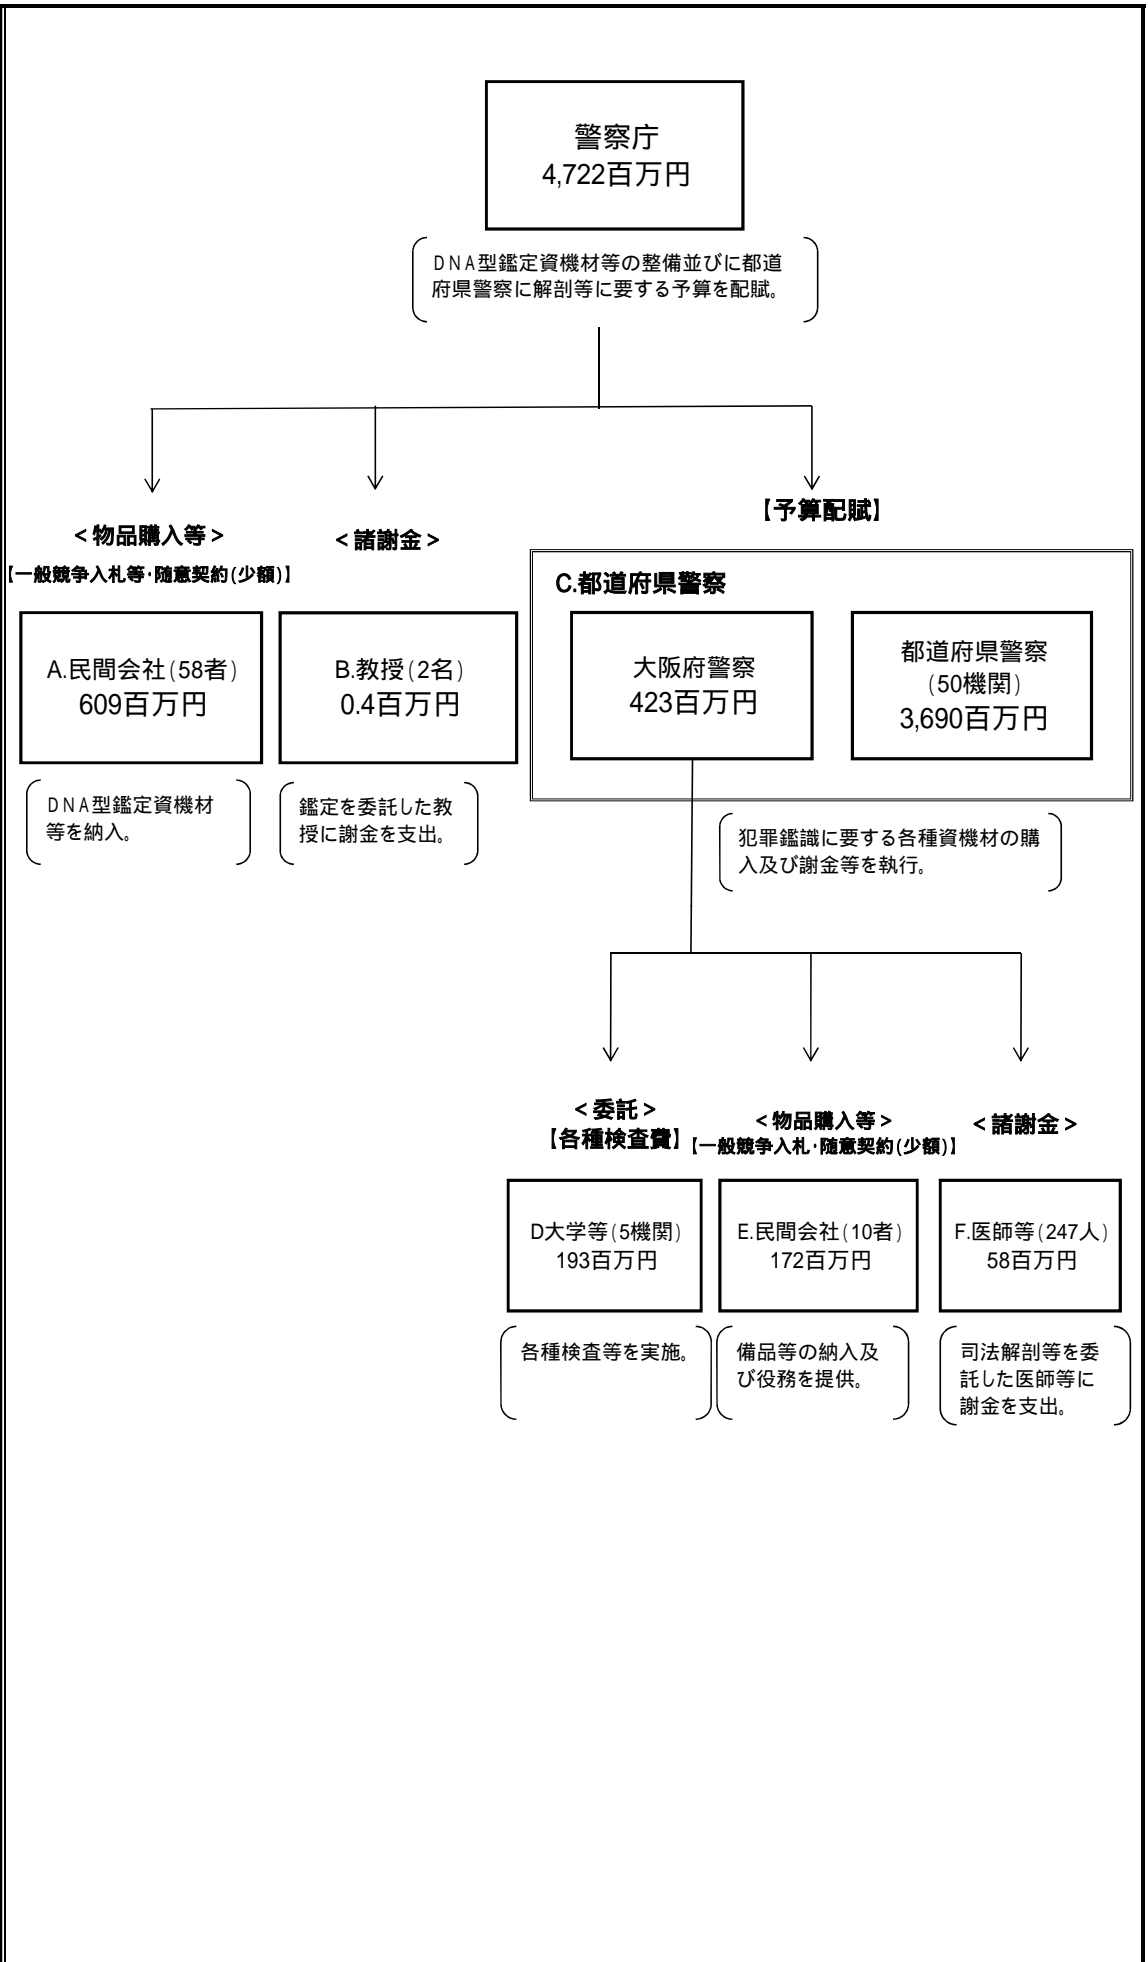 警察庁
4,722百万円
DNA型鑑定資機材等の整備並びに都道
府県警察に解剖等に要する予算を配賦。
<物品購入等>
【一般競争入札等・随意契約(少額)】
<諸謝金>
【予算配賦】
A.民間会社(58者)
609百万円
DNA型鑑定資機材
等を納入。
B.教授(2名)
0.4百万円
鑑定を委託した教
授に謝金を支出。
C.都道府県警察
大阪府警察
423百万円
都道府県警察
(50機関)
3,690百万円
犯罪鑑識に要する各種資機材の購
入及び謝金等を執行。
<委託>
【各種検査費】
<物品購入等>
【一般競争入札・随意契約(少額)】
<諸謝金>
D大学等(5機関)
193百万円
E.民間会社(10者)
172百万円
F.医師等(247人)
58百万円
各種検査等を実施。
備品等の納入及
び役務を提供。
司法解剖等を委
託した医師等に
謝金を支出。